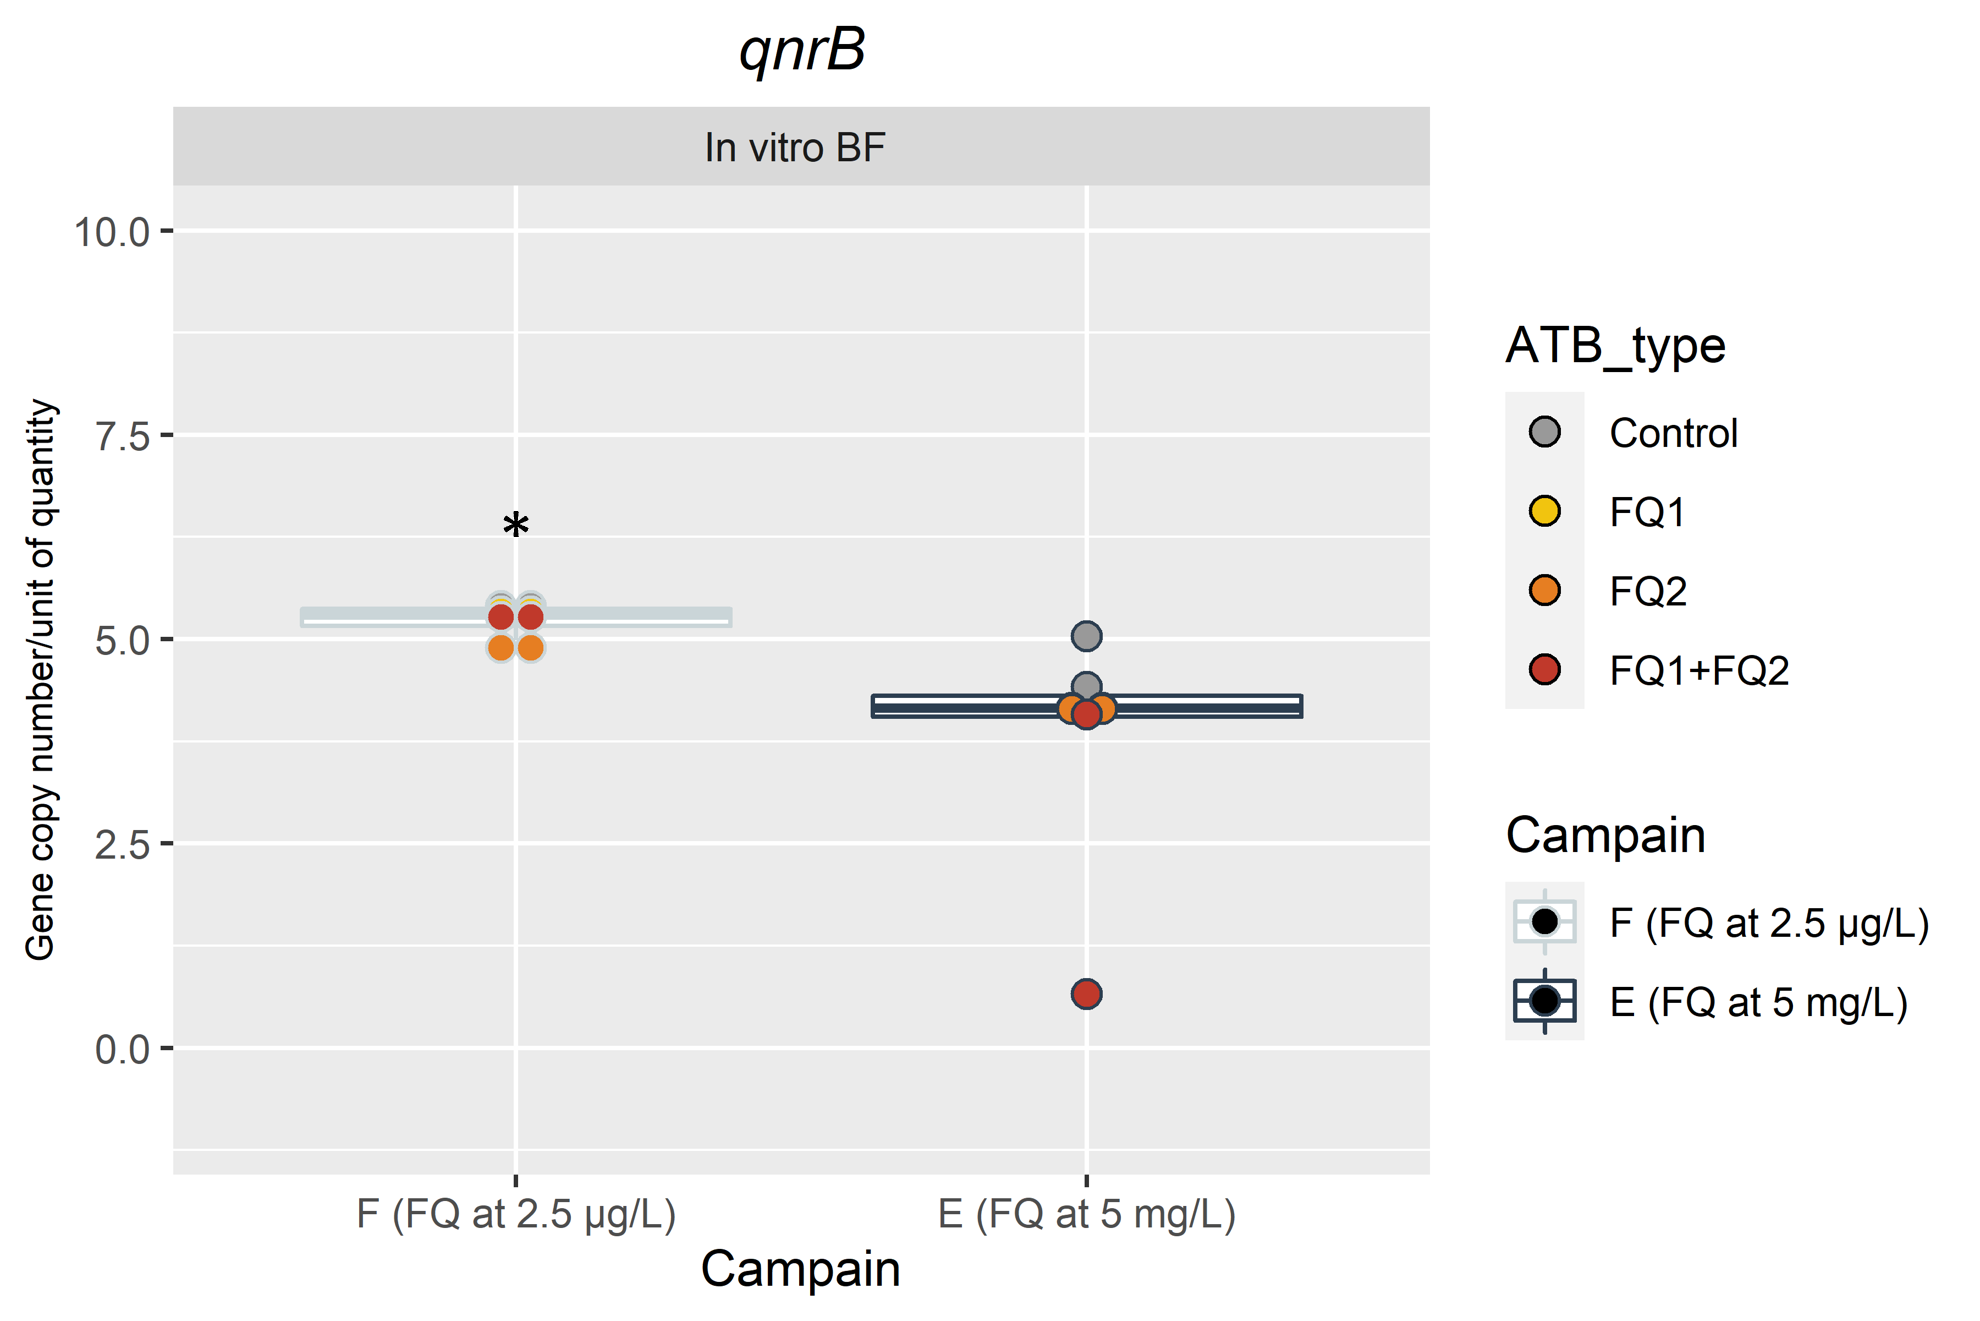 qnrB
In vitro BF
10.0
7.5
5.0
2.5
0.0
Gene copy number/unit of quantity
*
F (FQ at 2.5 µg/L)
E (FQ at 5 mg/L)
Campain
ATB_type
Control
FQ1
FQ2
FQ1+FQ2
Campain
F (FQ at 2.5 µg/L)
E (FQ at 5 mg/L)